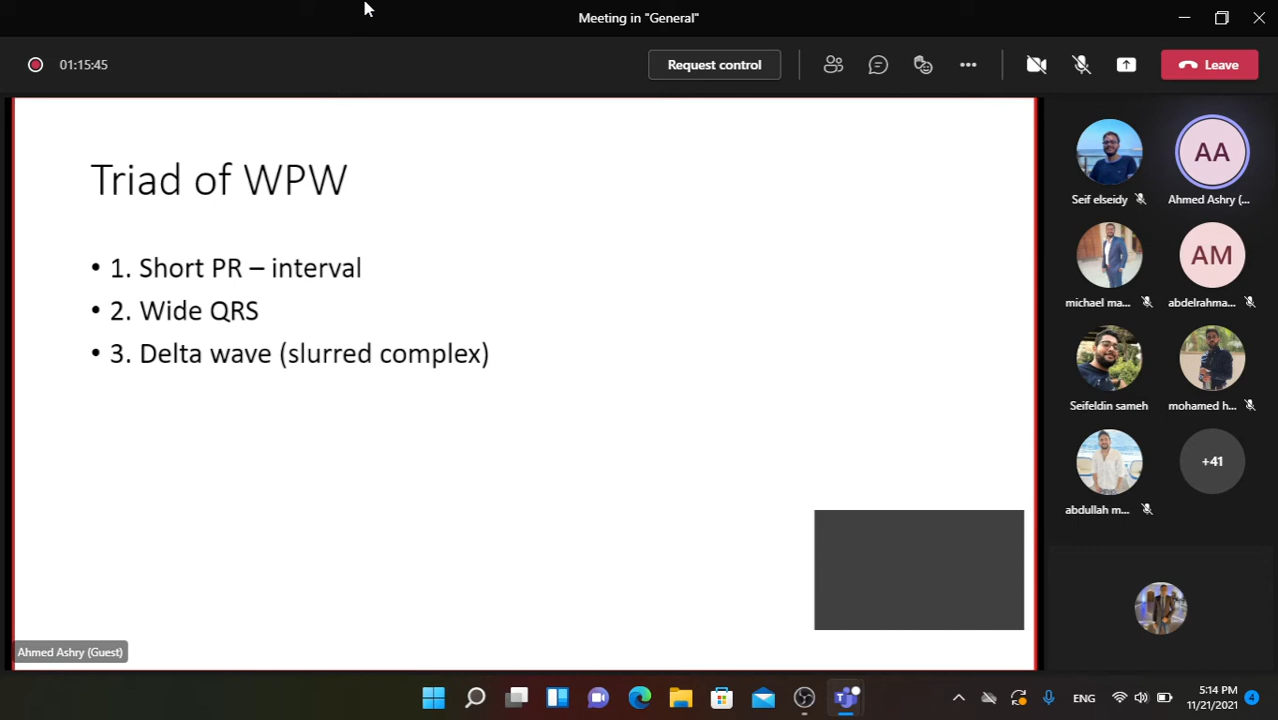 Meeting in "General"
01:15:45
Request control
Leave
Triad of WPW
• 1. Short PR – interval
• 2. Wide QRS
• 3. Delta wave (slurred complex)
AA
Seif elseidy
Ahmed Ashry (...
AM
michael ma...
abdelrahma...
Seifeldin sameh
mohamed h...
+41
abdullah m...
Ahmed Ashry (Guest)
ENG
5:14 PM
11/21/2021
4